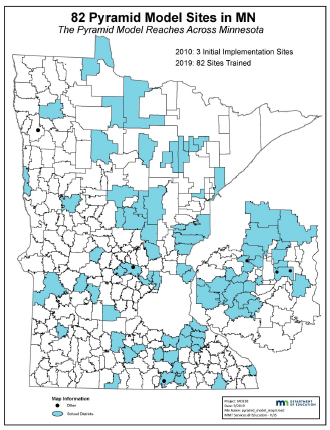 82 Pyramid Model Sites in MN
The Pyramid Model Reaches Across Minnesota
2010: 3 Initial Implementation Sites
2019: 82 Sites Trained
Map Information
Other
School Districts
DEPARTMENT
OF EDUCATION